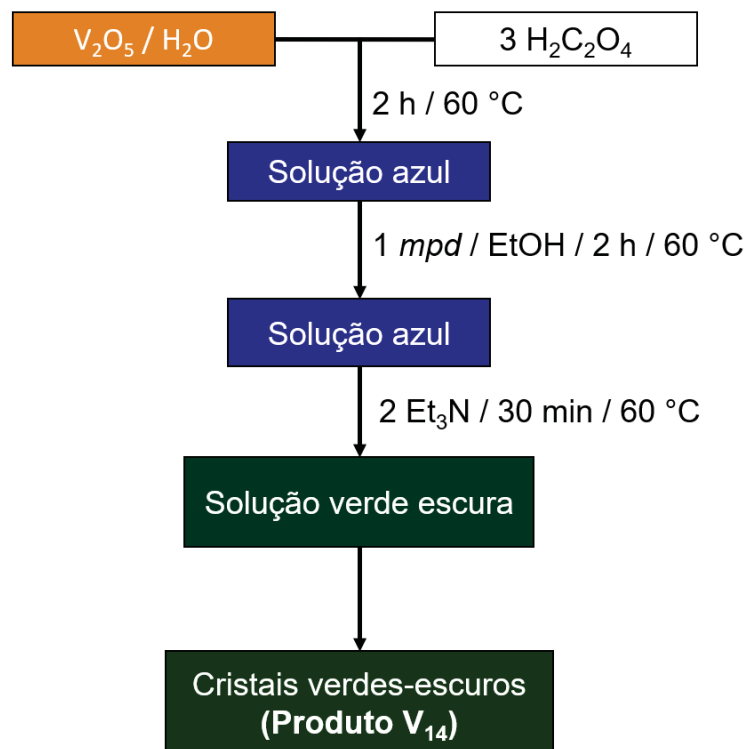 V₂O₅ / H₂O
3 H₂C₂O₄
2 h / 60 °C
Solução azul
1 mpd / EtOH / 2 h / 60 °C
Solução azul
2 Et₃N / 30 min / 60 °C
Solução verde escura
Cristais verdes-escuros
(Produto V₁₄)